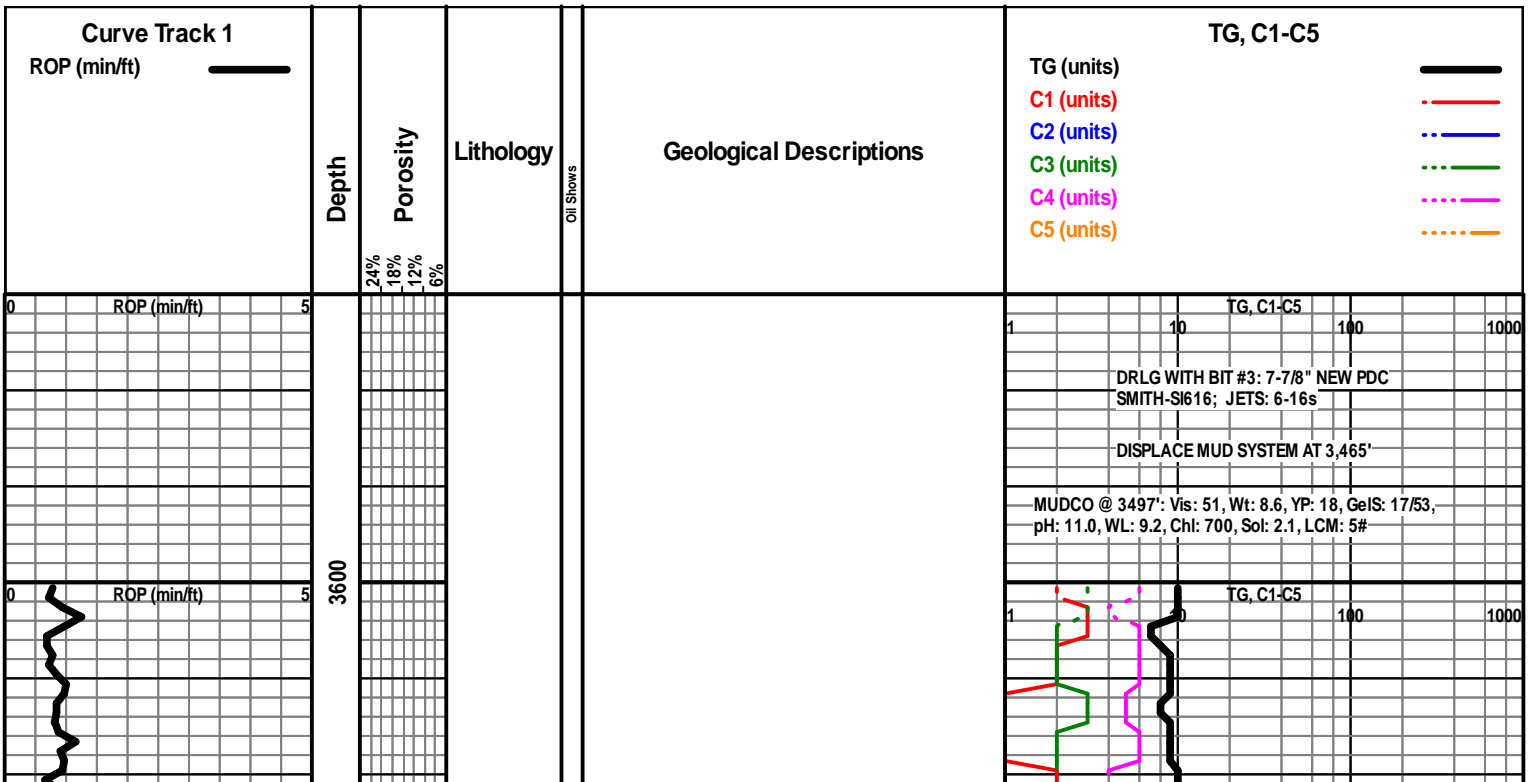 Curve Track 1
ROP (min/ft)
Depth
Porosity
24%
18%
12%
6%
Lithology
Oil Shows
Geological Descriptions
TG, C1-C5
TG (units)
C1 (units)
C2 (units)
C3 (units)
C4 (units)
C5 (units)
0 ROP (min/ft) 5
TG, C1-C5
1 10 100 1000
DRLG WITH BIT #3: 7-7/8" NEW PDC
SMITH-SI616; JETS: 6-16s
DISPLACE MUD SYSTEM AT 3,465'
MUDCO @ 3497': Vis: 51, Wt: 8.6, YP: 18, GelS: 17/53,
pH: 11.0, WL: 9.2, Chl: 700, Sol: 2.1, LCM: 5#
3600
0 ROP (min/ft) 5
TG, C1-C5
1 10 100 1000